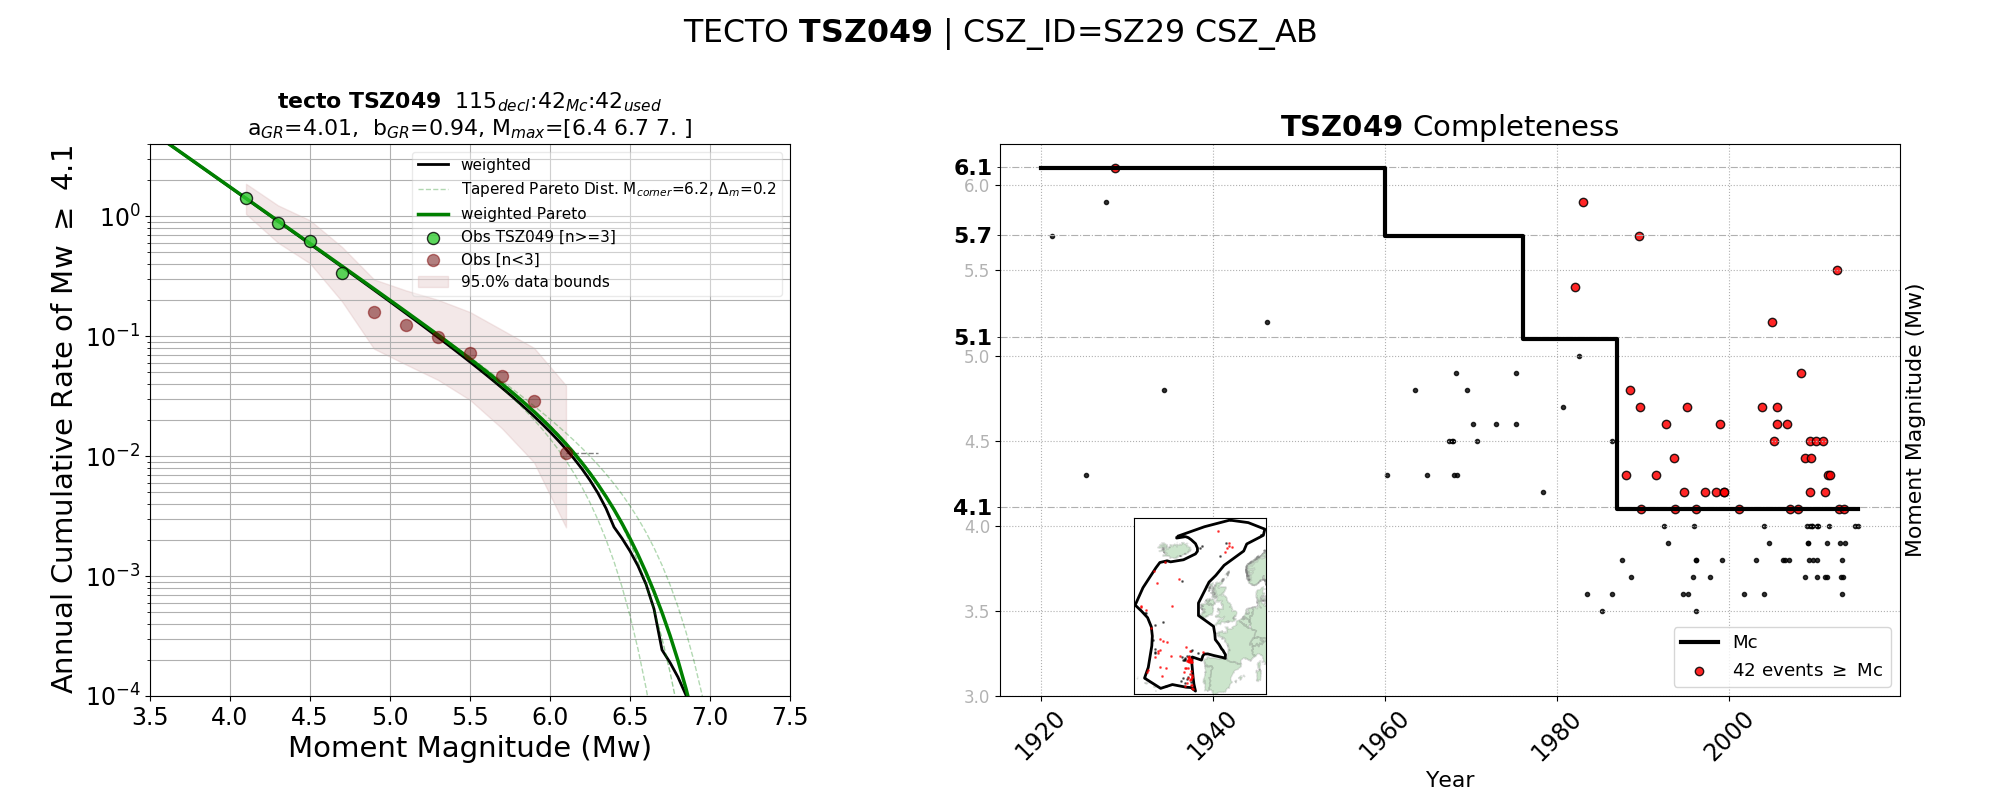 TECTO TSZ049 | CSZ_ID=SZ29 CSZ_AB
tecto TSZ049 115decl:42Mc:42used
aGR=4.01, bGR=0.94, Mmax=[6.4 6.7 7. ]
Annual Cumulative Rate of Mw ≥ 4.1
10^0
10^-1
10^-2
10^-3
10^-4
weighted
Tapered Pareto Dist. Mcorner=6.2, Δm=0.2
weighted Pareto
Obs TSZ049 [n>=3]
Obs [n<3]
95.0% data bounds
3.5 4.0 4.5 5.0 5.5 6.0 6.5 7.0 7.5
Moment Magnitude (Mw)
TSZ049 Completeness
6.1
6.0
5.7
5.5
5.1
5.0
4.5
4.1
4.0
3.5
3.0
Moment Magnitude (Mw)
Mc
42 events ≥ Mc
1920 1940 1960 1980 2000
Year